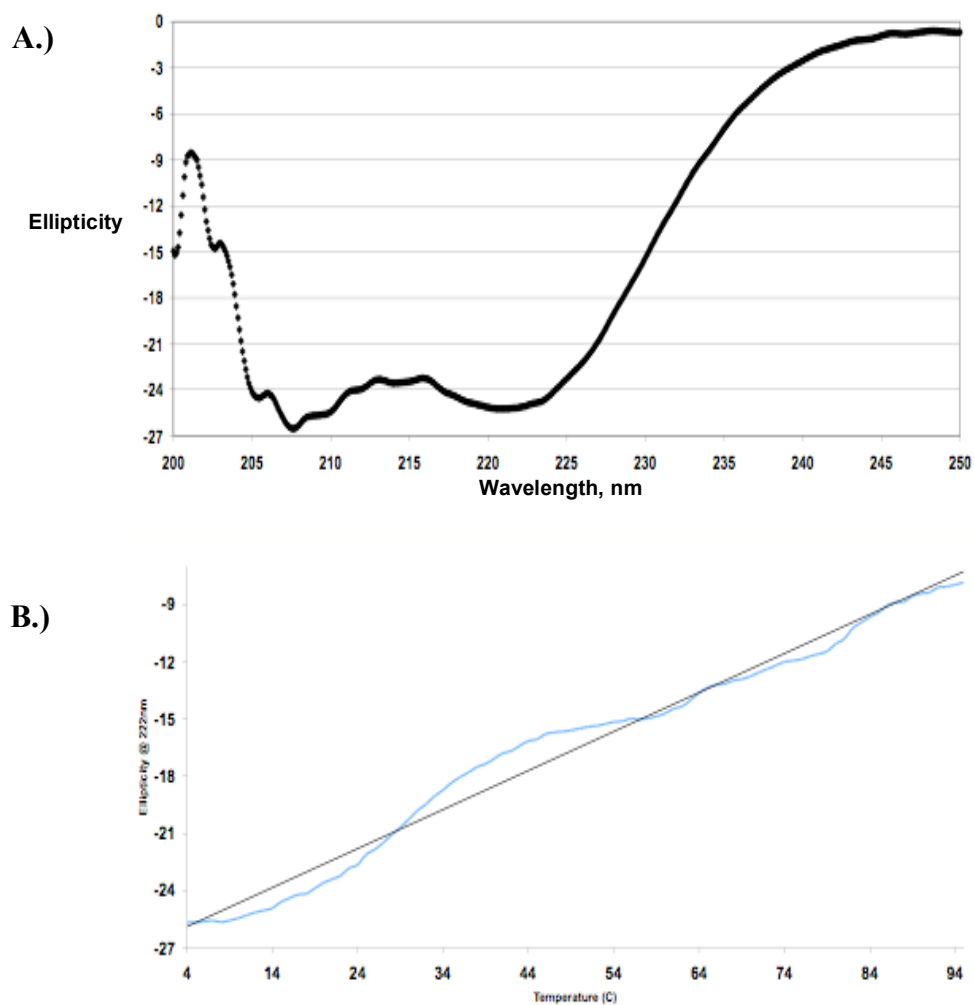 A.)
0
-3
-6
-9
-12
-15
-18
-21
-24
-27
Ellipticity
200 205 210 215 220 225 230 235 240 245 250
Wavelength, nm
B.)
-9
-12
-15
-18
-21
-24
-27
Ellipticity @ 222nm
4 14 24 34 44 54 64 74 84 94
Temperature (C)